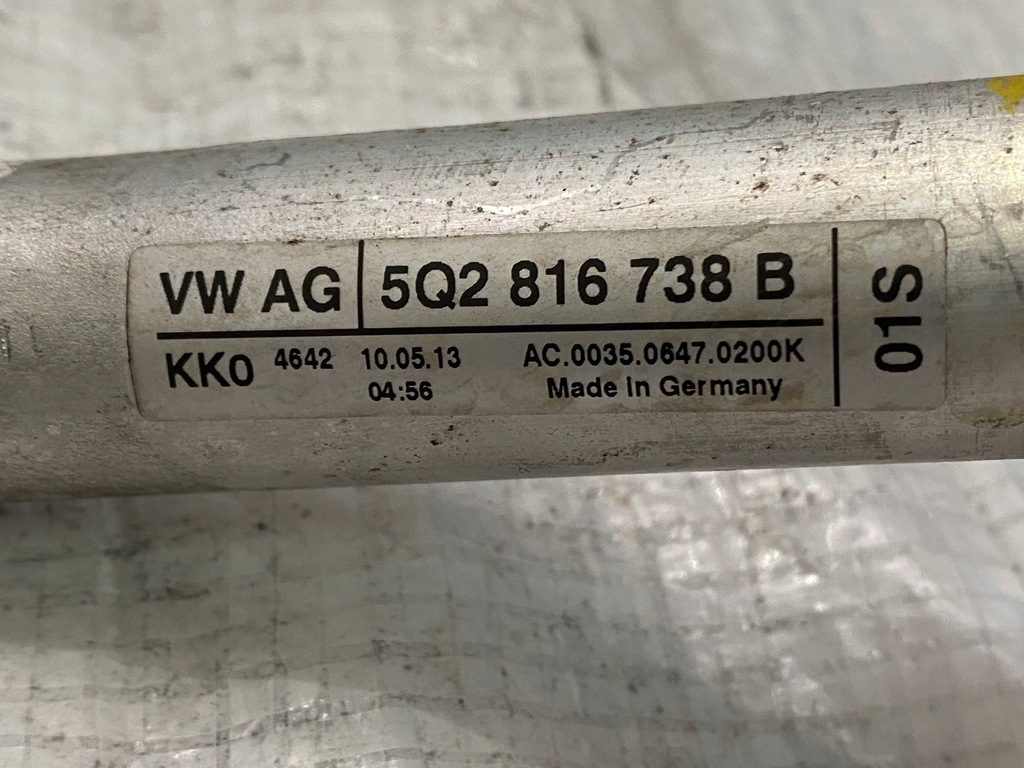 VW AG 5Q2 816 738 B
KK0 4642 10.05.13 AC.0035.0647.0200K
04:56 Made in Germany
01S